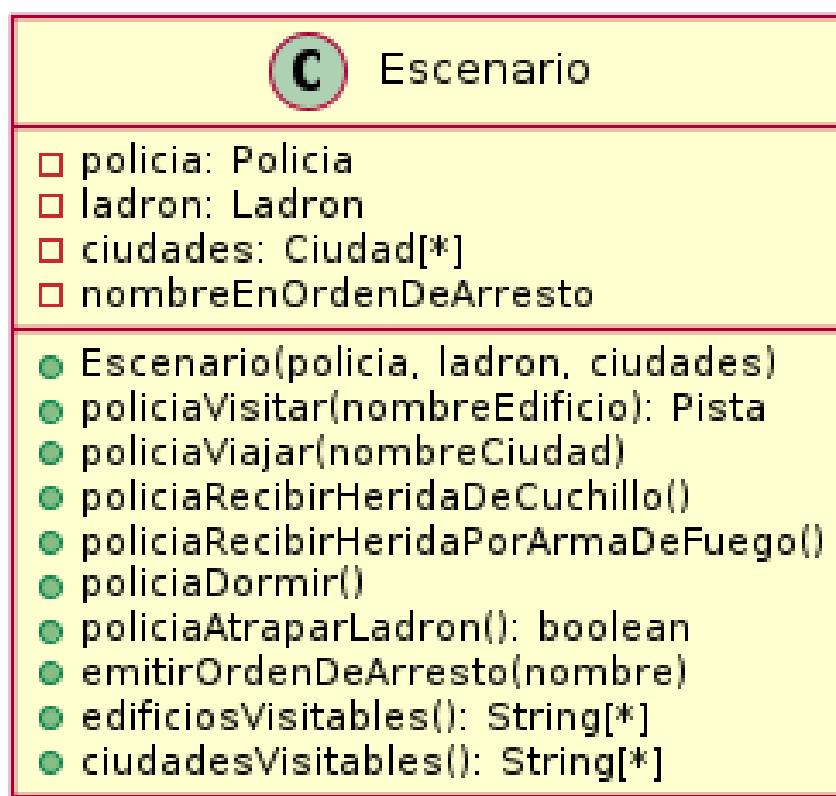 C Escenario
policia: Policia
ladron: Ladron
ciudades: Ciudad[*]
nombreEnOrdenDeArresto
Escenario(policia, ladron, ciudades)
policiaVisitar(nombreEdificio): Pista
policiaViajar(nombreCiudad)
policiaRecibirHeridaDeCuchillo()
policiaRecibirHeridaPorArmaDeFuego()
policiaDormir()
policiaAtraparLadron(): boolean
emitirOrdenDeArresto(nombre)
edificiosVisitables(): String[*]
ciudadesVisitables(): String[*]